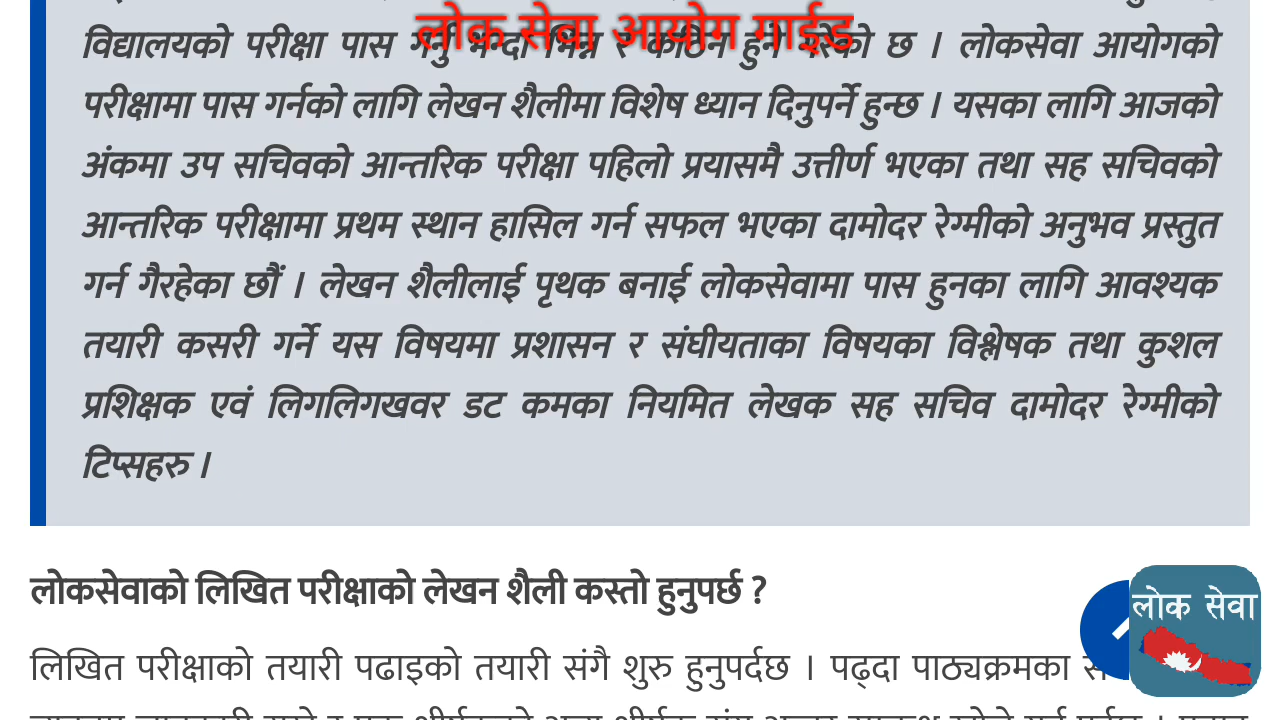 लोक सेवा आयोग गाईड
विद्यालयको परीक्षा पास गर्नु भन्दा भिन्न र कठिन हुने गरेको छ । लोकसेवा आयोगको
परीक्षामा पास गर्नको लागि लेखन शैलीमा विशेष ध्यान दिनुपर्ने हुन्छ । यसका लागि आजको
अंकमा उप सचिवको आन्तरिक परीक्षा पहिलो प्रयासमै उत्तीर्ण भएका तथा सह सचिवको
आन्तरिक परीक्षामा प्रथम स्थान हासिल गर्न सफल भएका दामोदर रेग्मीको अनुभव प्रस्तुत
गर्न गैरहेका छौं । लेखन शैलीलाई पृथक बनाई लोकसेवामा पास हुनका लागि आवश्यक
तयारी कसरी गर्ने यस विषयमा प्रशासन र संघीयताका विषयका विश्लेषक तथा कुशल
प्रशिक्षक एवं लिगलिगखवर डट कमका नियमित लेखक सह सचिव दामोदर रेग्मीको
टिप्सहरु ।
लोकसेवाको लिखित परीक्षाको लेखन शैली कस्तो हुनुपर्छ ?
लोक सेवा
लिखित परीक्षाको तयारी पढाइको तयारी संगै शुरु हुनुपर्दछ । पढ्दा पाठ्यक्रमका